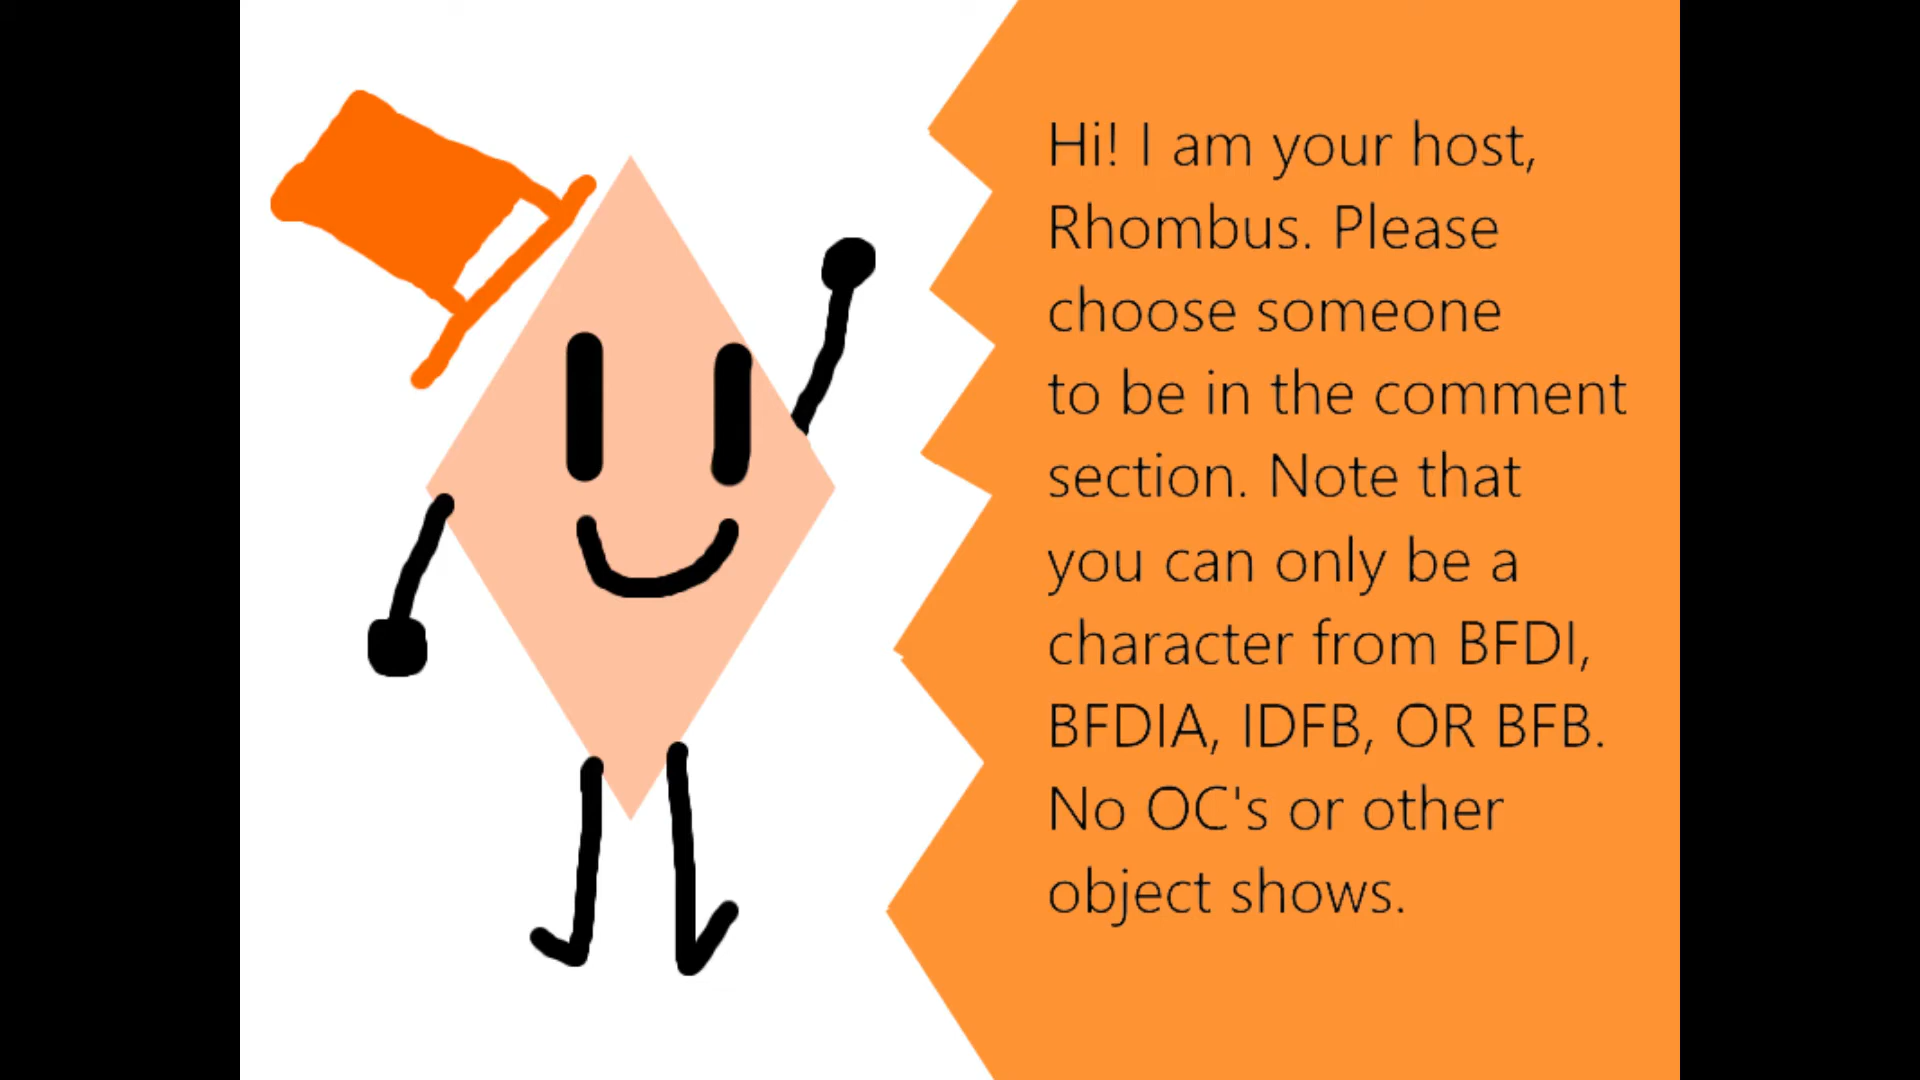 Hi! I am your host,
Rhombus. Please
choose someone
to be in the comment
section. Note that
you can only be a
character from BFDI,
BFDIA, IDFB, OR BFB.
No OC's or other
object shows.